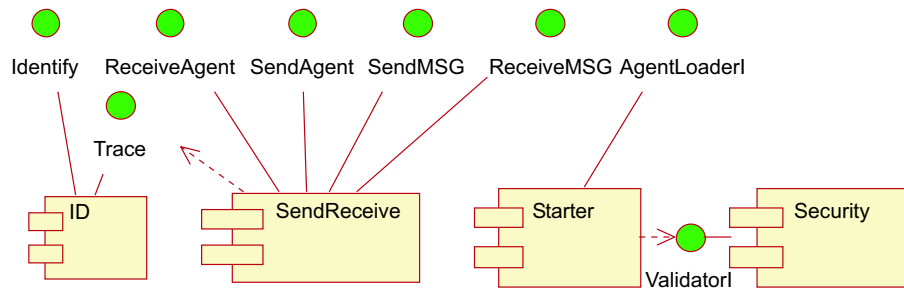 Identify ReceiveAgent SendAgent SendMSG ReceiveMSG AgentLoaderI
Trace
ID SendReceive Starter Security
ValidatorI